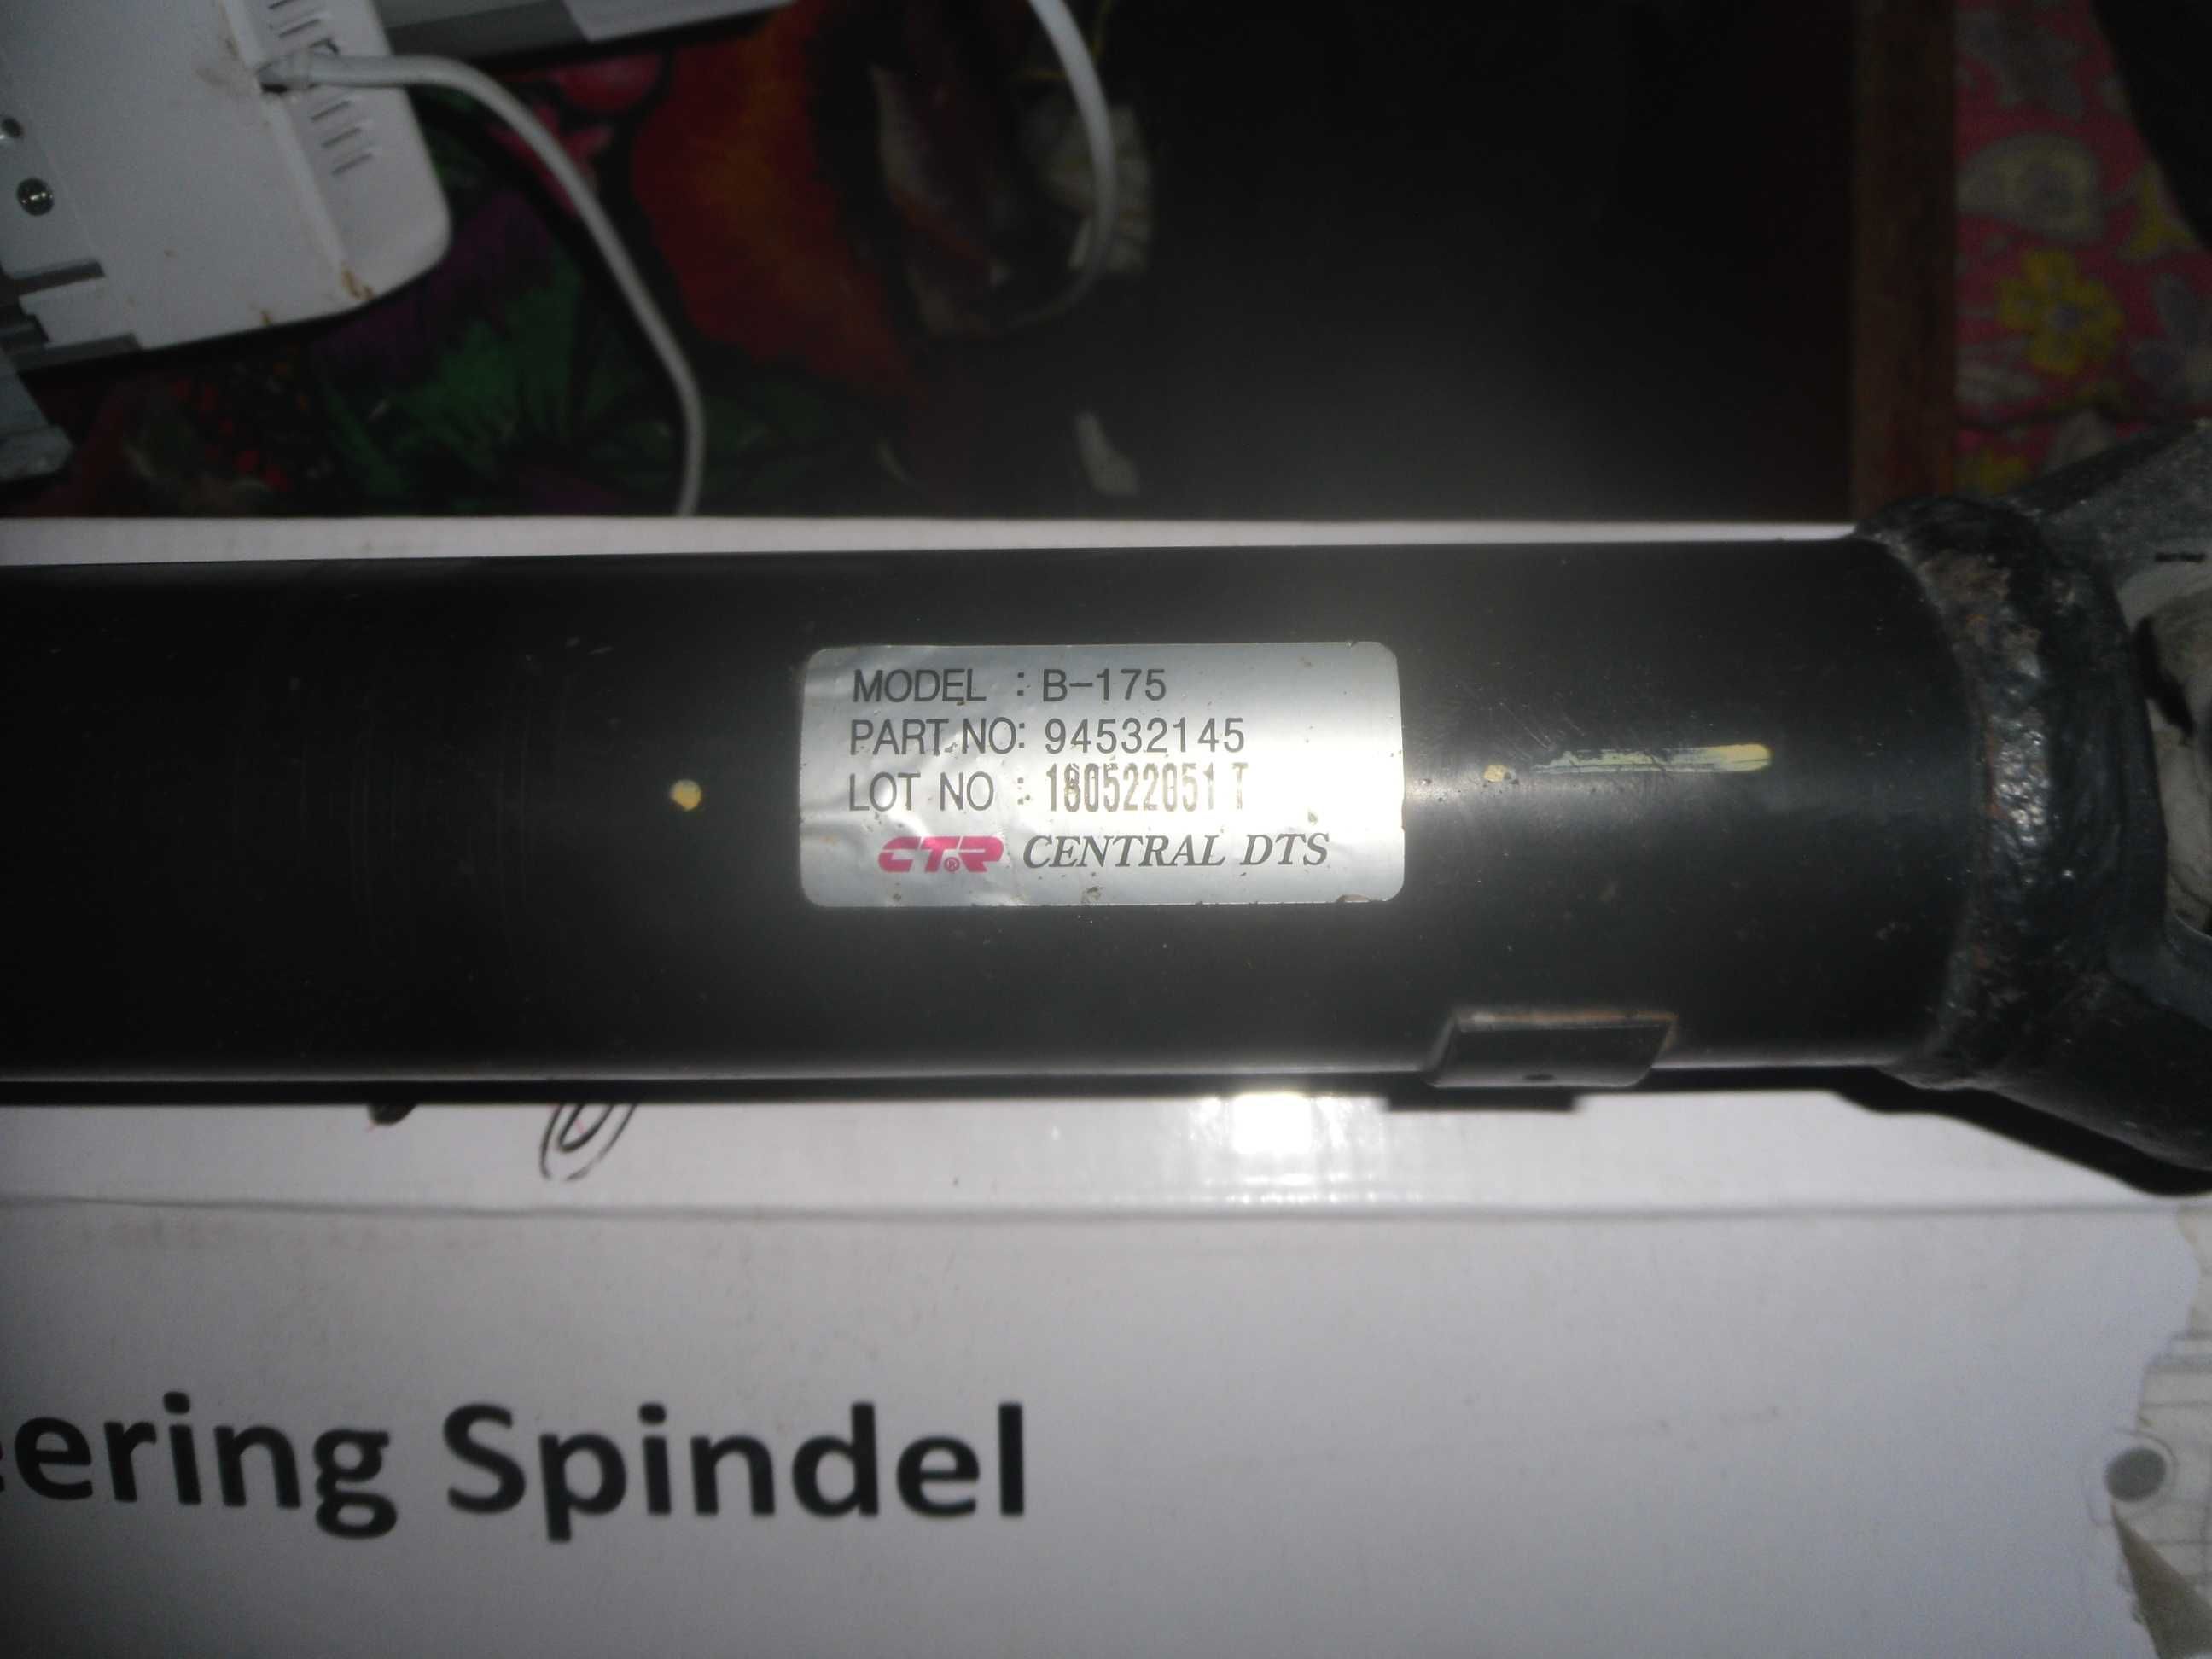 MODEL : B-175
PART NO: 94532145
LOT NO : 180522051 T
CTR® CENTRAL DTS
eering Spindel